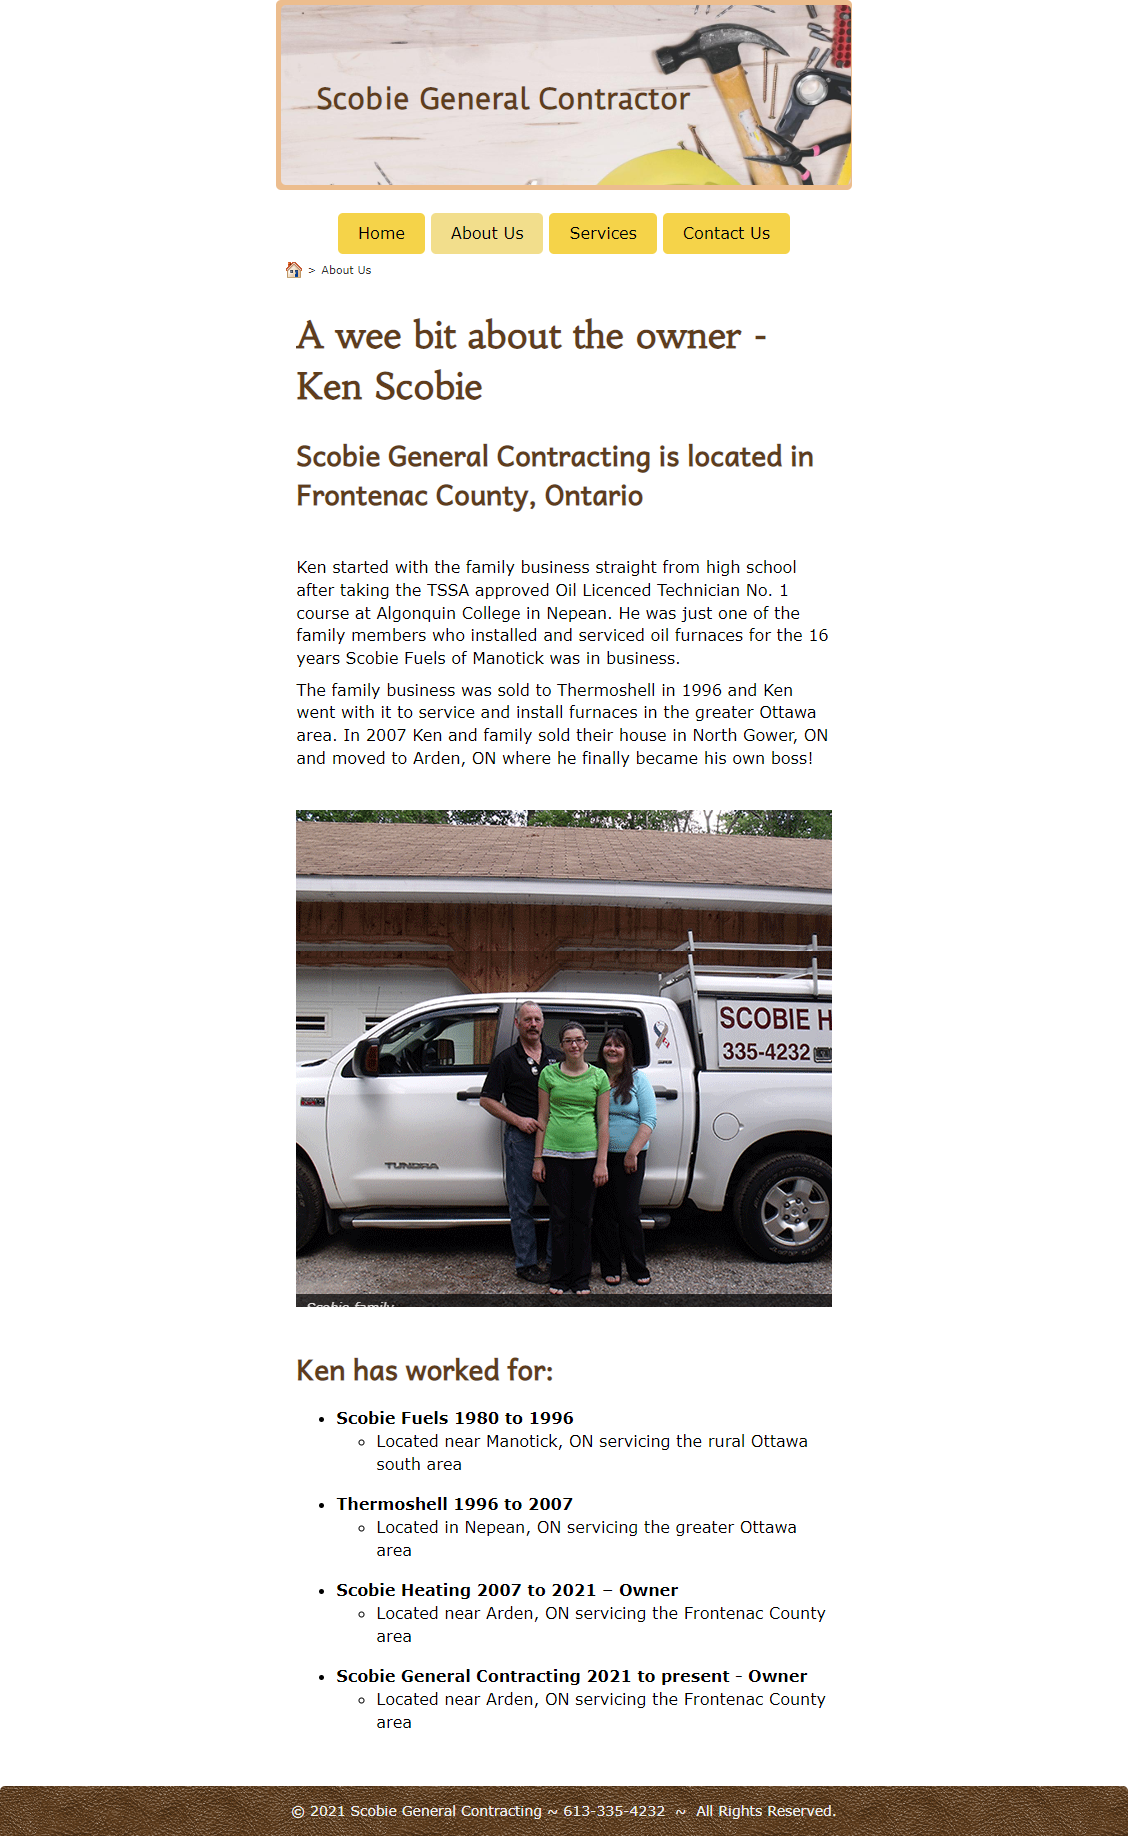 Scobie General Contractor
Home
About Us
Services
Contact Us
> About Us
A wee bit about the owner -
Ken Scobie
Scobie General Contracting is located in
Frontenac County, Ontario
Ken started with the family business straight from high school
after taking the TSSA approved Oil Licenced Technician No. 1
course at Algonquin College in Nepean. He was just one of the
family members who installed and serviced oil furnaces for the 16
years Scobie Fuels of Manotick was in business.
The family business was sold to Thermoshell in 1996 and Ken
went with it to service and install furnaces in the greater Ottawa
area. In 2007 Ken and family sold their house in North Gower, ON
and moved to Arden, ON where he finally became his own boss!
SCOBIE H
335-4232
TUNDRA
Scobie family
Ken has worked for:
• Scobie Fuels 1980 to 1996
◦ Located near Manotick, ON servicing the rural Ottawa
south area
• Thermoshell 1996 to 2007
◦ Located in Nepean, ON servicing the greater Ottawa
area
• Scobie Heating 2007 to 2021 – Owner
◦ Located near Arden, ON servicing the Frontenac County
area
• Scobie General Contracting 2021 to present - Owner
◦ Located near Arden, ON servicing the Frontenac County
area
© 2021 Scobie General Contracting ~ 613-335-4232 ~ All Rights Reserved.